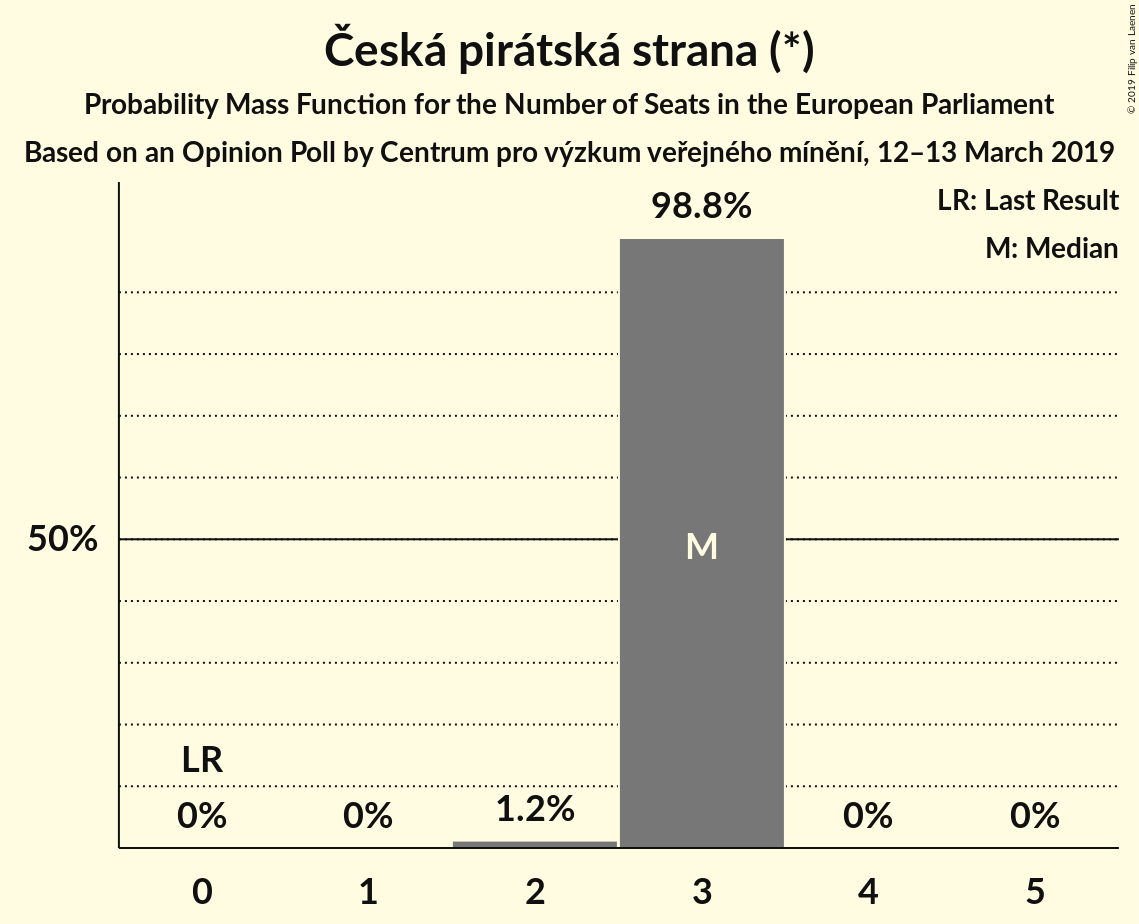 Česká pirátská strana (*)
Probability Mass Function for the Number of Seats in the European Parliament
Based on an Opinion Poll by Centrum pro výzkum veřejného mínění, 12–13 March 2019
© 2019 Filip van Laenen
LR: Last Result
M: Median
98.8%
50%
M
LR
0%
0%
1.2%
0%
0%
0
1
2
3
4
5